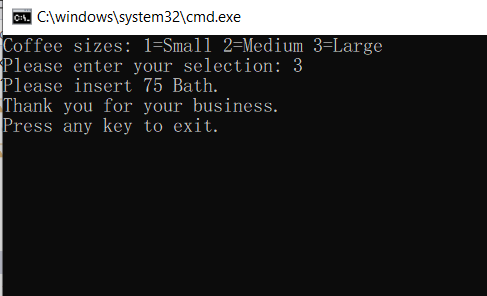 C:\windows\system32\cmd.exe
Coffee sizes: 1=Small 2=Medium 3=Large
Please enter your selection: 3
Please insert 75 Bath.
Thank you for your business.
Press any key to exit.